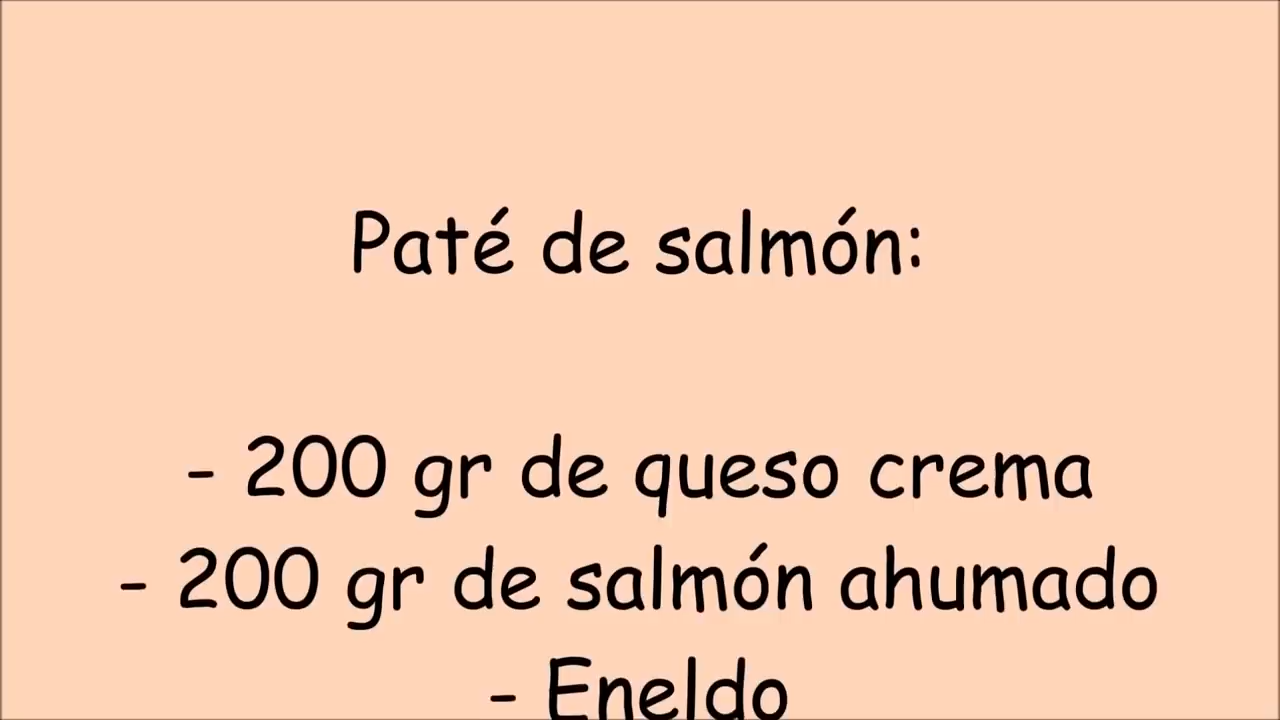 Paté de salmón:
- 200 gr de queso crema
- 200 gr de salmón ahumado
- Eneldo